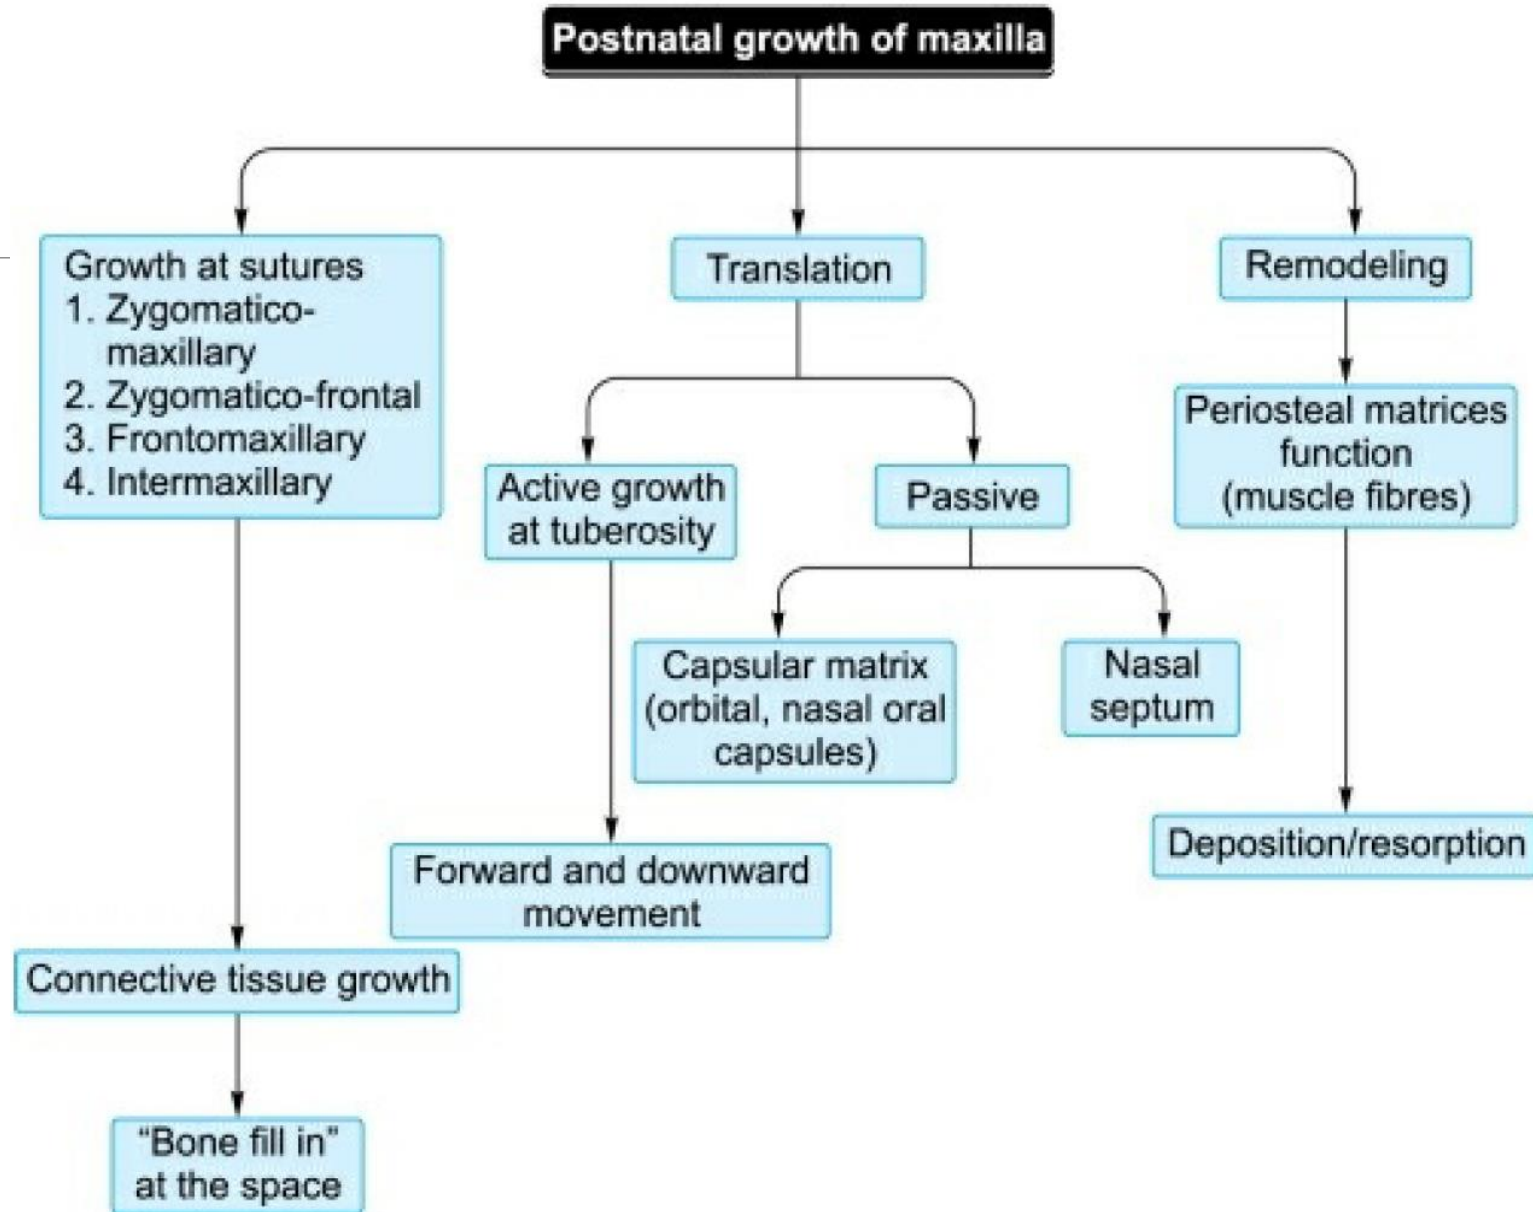 Postnatal growth of maxilla
Growth at sutures
1. Zygomatico-
maxillary
2. Zygomatico-frontal
3. Frontomaxillary
4. Intermaxillary
Translation
Remodeling
Active growth
at tuberosity
Passive
Periosteal matrices
function
(muscle fibres)
Capsular matrix
(orbital, nasal oral
capsules)
Nasal
septum
Forward and downward
movement
Deposition/resorption
Connective tissue growth
“Bone fill in”
at the space